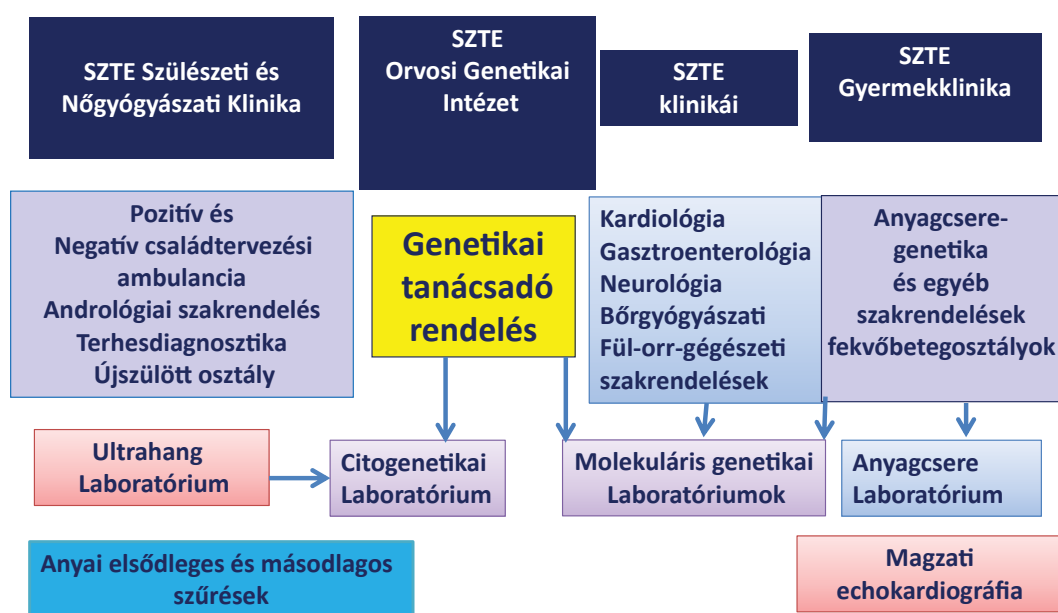 SZTE Szülészeti és
Nőgyógyászati Klinika
SZTE
Orvosi Genetikai
Intézet
SZTE
klinikái
SZTE
Gyermekklinika
Pozitív és
Negatív családtervezési
ambulancia
Andrológiai szakrendelés
Terhesdiagnosztika
Újszülött osztály
Genetikai
tanácsadó
rendelés
Kardiológia
Gasztroenterológia
Neurológia
Bőrgyógyászati
Fül-orr-gégészeti
szakrendelések
Anyagcsere-
genetika
és egyéb
szakrendelések
fekvőbetegosztályok
Ultrahang
Laboratórium
Citogenetikai
Laboratórium
Molekuláris genetikai
Laboratóriumok
Anyagcsere
Laboratórium
Anyai elsődleges és másodlagos
szűrések
Magzati
echokardiográfia